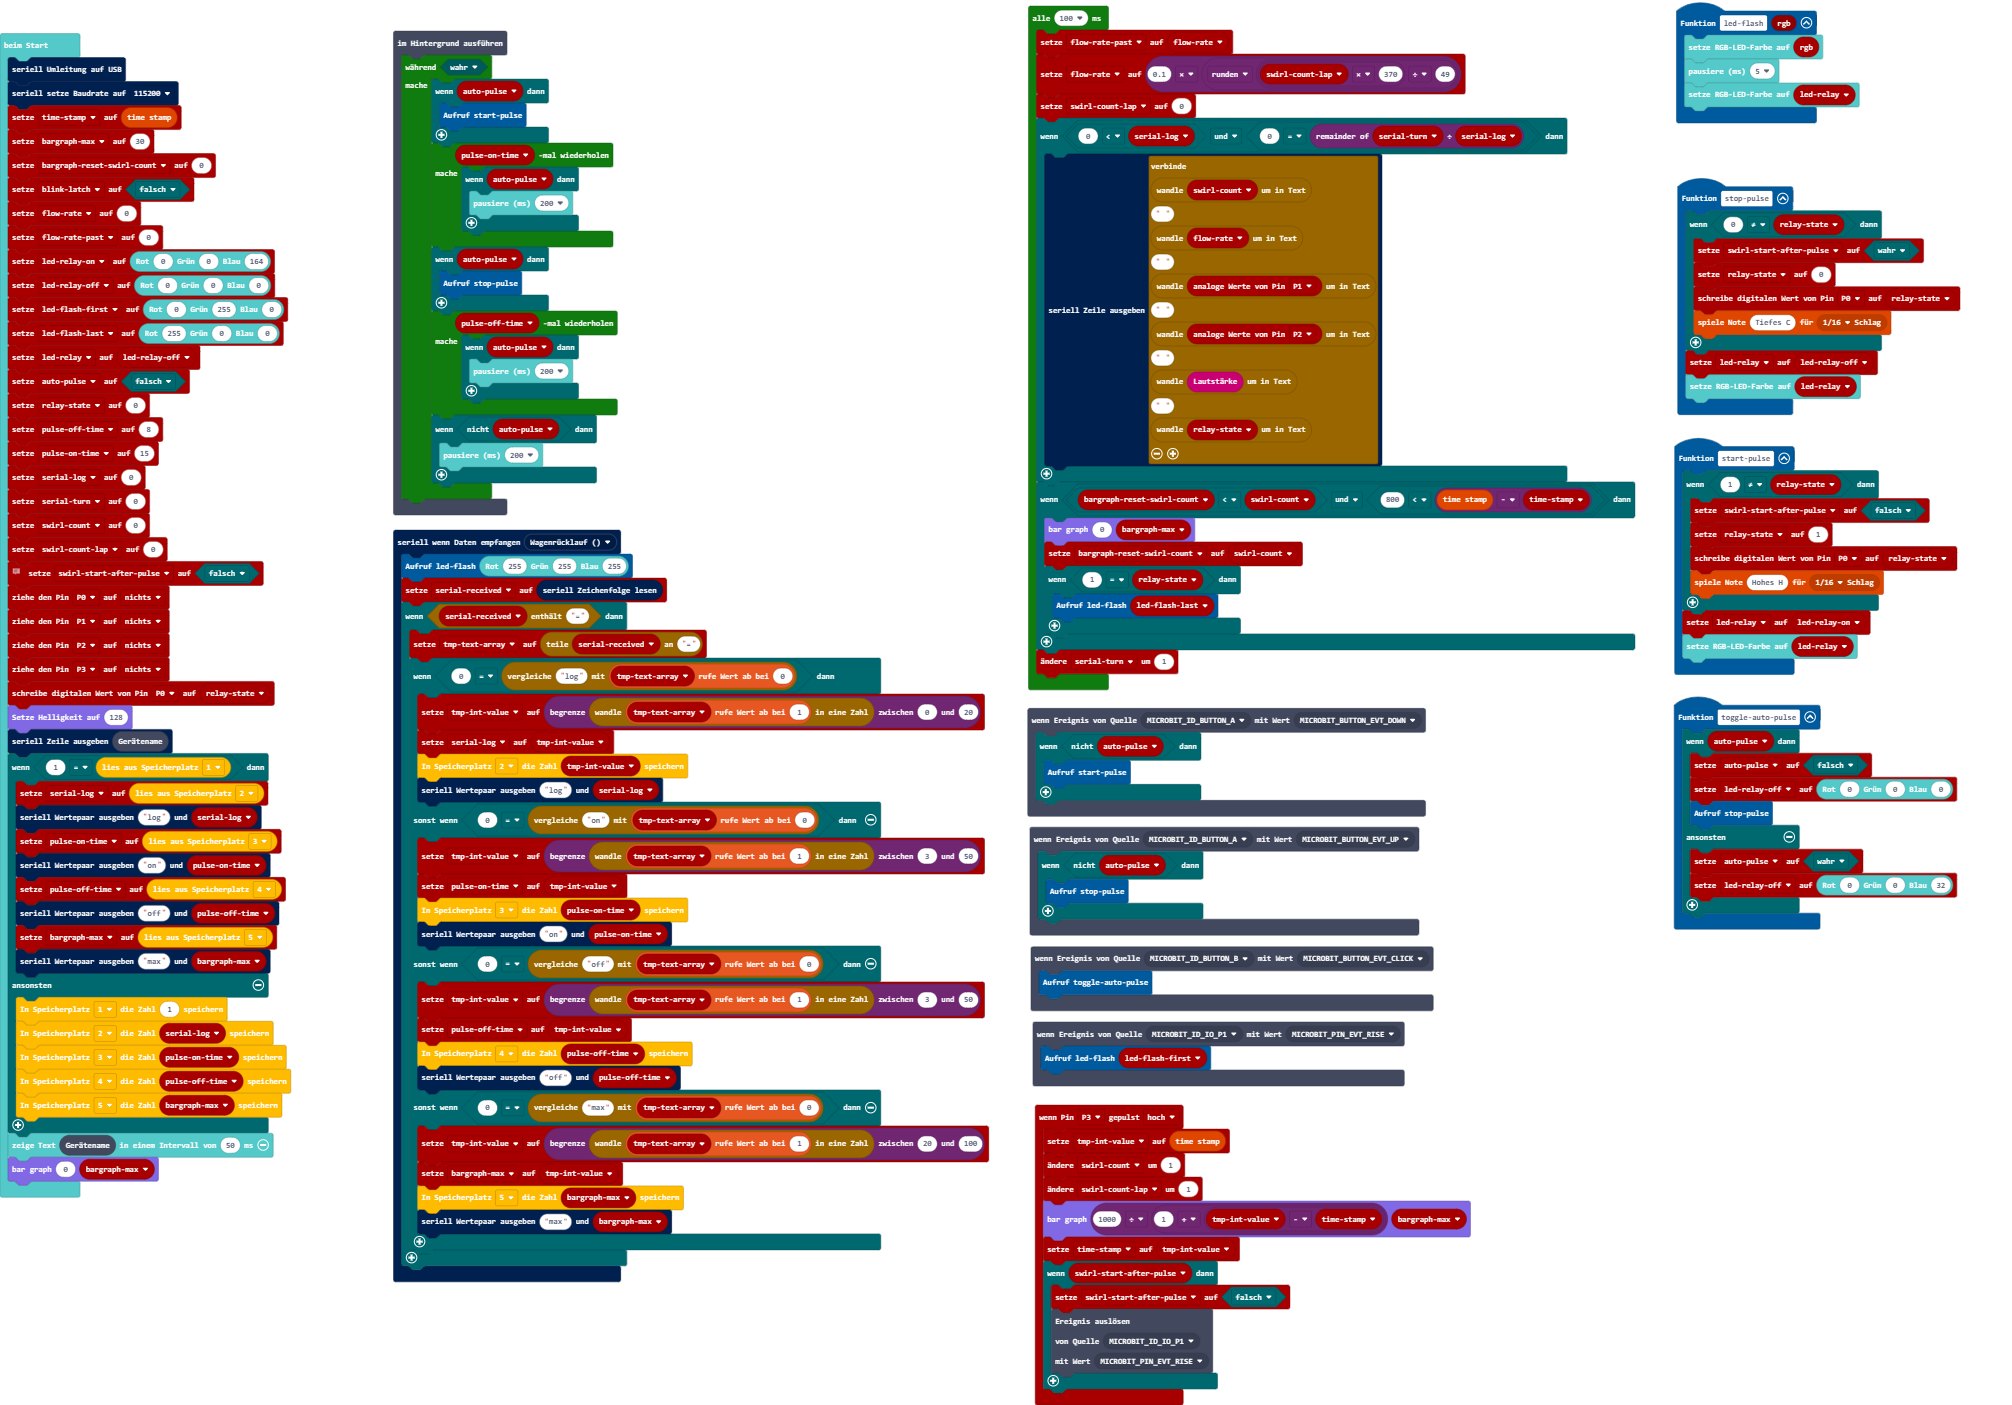 beim Start
seriell Umleitung auf USB
seriell setze Baudrate auf 115200
setze time-stamp auf time stamp
setze bargraph-max auf 30
setze bargraph-reset-swirl-count auf 0
setze blink-latch auf falsch
setze flow-rate auf 0
setze flow-rate-past auf 0
setze led-relay-on auf Rot 0 Grün 0 Blau 164
setze led-relay-off auf Rot 0 Grün 0 Blau 0
setze led-flash-first auf Rot 0 Grün 255 Blau 0
setze led-flash-last auf Rot 255 Grün 0 Blau 0
setze led-relay auf led-relay-off
setze auto-pulse auf falsch
setze relay-state auf 0
setze pulse-off-time auf 8
setze pulse-on-time auf 15
setze serial-log auf 0
setze serial-turn auf 0
setze swirl-count auf 0
setze swirl-count-lap auf 0
setze swirl-start-after-pulse auf falsch
ziehe den Pin P0 auf nichts
ziehe den Pin P1 auf nichts
ziehe den Pin P2 auf nichts
ziehe den Pin P3 auf nichts
schreibe digitalen Wert von Pin P0 auf relay-state
Setze Helligkeit auf 128
seriell Zeile ausgeben Gerätename
wenn 1 = lies aus Speicherplatz 1 dann
setze serial-log auf lies aus Speicherplatz 2
seriell Wertepaar ausgeben "log" und serial-log
setze pulse-on-time auf lies aus Speicherplatz 3
seriell Wertepaar ausgeben "on" und pulse-on-time
setze pulse-off-time auf lies aus Speicherplatz 4
seriell Wertepaar ausgeben "off" und pulse-off-time
setze bargraph-max auf lies aus Speicherplatz 5
seriell Wertepaar ausgeben "max" und bargraph-max
ansonsten
In Speicherplatz 1 die Zahl 1 speichern
In Speicherplatz 2 die Zahl serial-log speichern
In Speicherplatz 3 die Zahl pulse-on-time speichern
In Speicherplatz 4 die Zahl pulse-off-time speichern
In Speicherplatz 5 die Zahl bargraph-max speichern
zeige Text Gerätename in einem Intervall von 50 ms
bar graph 0 bargraph-max
im Hintergrund ausführen
während wahr
mache
wenn auto-pulse dann
Aufruf start-pulse
pulse-on-time -mal wiederholen
mache
wenn auto-pulse dann
pausiere (ms) 200
wenn auto-pulse dann
Aufruf stop-pulse
pulse-off-time -mal wiederholen
mache
wenn auto-pulse dann
pausiere (ms) 200
wenn nicht auto-pulse dann
pausiere (ms) 200
seriell wenn Daten empfangen Wagenrücklauf ()
Aufruf led-flash Rot 255 Grün 255 Blau 255
setze serial-received auf seriell Zeichenfolge lesen
wenn serial-received enthält "=" dann
setze tmp-text-array auf teile serial-received an "="
wenn 0 = vergleiche "log" mit tmp-text-array rufe Wert ab bei 0 dann
setze tmp-int-value auf begrenze wandle tmp-text-array rufe Wert ab bei 1 in eine Zahl zwischen 0 und 20
setze serial-log auf tmp-int-value
In Speicherplatz 2 die Zahl tmp-int-value speichern
seriell Wertepaar ausgeben "log" und serial-log
sonst wenn 0 = vergleiche "on" mit tmp-text-array rufe Wert ab bei 0 dann
setze tmp-int-value auf begrenze wandle tmp-text-array rufe Wert ab bei 1 in eine Zahl zwischen 3 und 50
setze pulse-on-time auf tmp-int-value
In Speicherplatz 3 die Zahl pulse-on-time speichern
seriell Wertepaar ausgeben "on" und pulse-on-time
sonst wenn 0 = vergleiche "off" mit tmp-text-array rufe Wert ab bei 0 dann
setze tmp-int-value auf begrenze wandle tmp-text-array rufe Wert ab bei 1 in eine Zahl zwischen 3 und 50
setze pulse-off-time auf tmp-int-value
In Speicherplatz 4 die Zahl pulse-off-time speichern
seriell Wertepaar ausgeben "off" und pulse-off-time
sonst wenn 0 = vergleiche "max" mit tmp-text-array rufe Wert ab bei 0 dann
setze tmp-int-value auf begrenze wandle tmp-text-array rufe Wert ab bei 1 in eine Zahl zwischen 20 und 100
setze bargraph-max auf tmp-int-value
In Speicherplatz 5 die Zahl bargraph-max speichern
seriell Wertepaar ausgeben "max" und bargraph-max
alle 100 ms
setze flow-rate-past auf flow-rate
setze flow-rate auf 0.1 × runden swirl-count-lap × 370 ÷ 49
setze swirl-count-lap auf 0
wenn 0 < serial-log und 0 = remainder of serial-turn ÷ serial-log dann
seriell Zeile ausgeben
verbinde
wandle swirl-count um in Text
" "
wandle flow-rate um in Text
" "
wandle analoge Werte von Pin P1 um in Text
" "
wandle analoge Werte von Pin P2 um in Text
" "
wandle Lautstärke um in Text
" "
wandle relay-state um in Text
wenn bargraph-reset-swirl-count < swirl-count und 800 < time stamp - time-stamp dann
bar graph 0 bargraph-max
setze bargraph-reset-swirl-count auf swirl-count
wenn 1 = relay-state dann
Aufruf led-flash led-flash-last
ändere serial-turn um 1
wenn Ereignis von Quelle MICROBIT_ID_BUTTON_A mit Wert MICROBIT_BUTTON_EVT_DOWN
wenn nicht auto-pulse dann
Aufruf start-pulse
wenn Ereignis von Quelle MICROBIT_ID_BUTTON_A mit Wert MICROBIT_BUTTON_EVT_UP
wenn nicht auto-pulse dann
Aufruf stop-pulse
wenn Ereignis von Quelle MICROBIT_ID_BUTTON_B mit Wert MICROBIT_BUTTON_EVT_CLICK
Aufruf toggle-auto-pulse
wenn Ereignis von Quelle MICROBIT_ID_IO_P1 mit Wert MICROBIT_PIN_EVT_RISE
Aufruf led-flash led-flash-first
wenn Pin P3 gepulst hoch
setze tmp-int-value auf time stamp
ändere swirl-count um 1
ändere swirl-count-lap um 1
bar graph 1000 ÷ 1 + tmp-int-value - time-stamp bargraph-max
setze time-stamp auf tmp-int-value
wenn swirl-start-after-pulse dann
setze swirl-start-after-pulse auf falsch
Ereignis auslösen
von Quelle MICROBIT_ID_IO_P1
mit Wert MICROBIT_PIN_EVT_RISE
Funktion led-flash rgb
setze RGB-LED-Farbe auf rgb
pausiere (ms) 5
setze RGB-LED-Farbe auf led-relay
Funktion stop-pulse
wenn 0 ≠ relay-state dann
setze swirl-start-after-pulse auf wahr
setze relay-state auf 0
schreibe digitalen Wert von Pin P0 auf relay-state
spiele Note Tiefes C für 1/16 Schlag
setze led-relay auf led-relay-off
setze RGB-LED-Farbe auf led-relay
Funktion start-pulse
wenn 1 ≠ relay-state dann
setze swirl-start-after-pulse auf falsch
setze relay-state auf 1
schreibe digitalen Wert von Pin P0 auf relay-state
spiele Note Hohes H für 1/16 Schlag
setze led-relay auf led-relay-on
setze RGB-LED-Farbe auf led-relay
Funktion toggle-auto-pulse
wenn auto-pulse dann
setze auto-pulse auf falsch
setze led-relay-off auf Rot 0 Grün 0 Blau 0
Aufruf stop-pulse
ansonsten
setze auto-pulse auf wahr
setze led-relay-off auf Rot 0 Grün 0 Blau 32